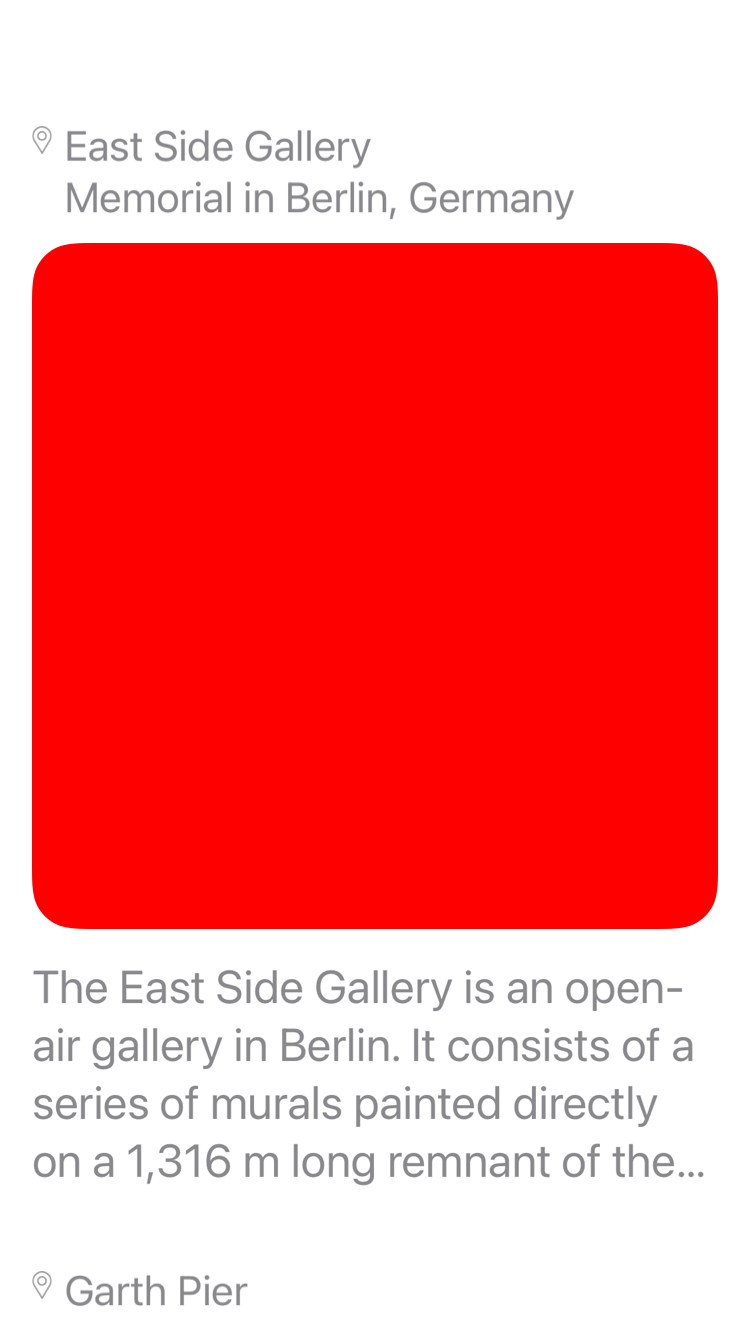 East Side Gallery
Memorial in Berlin, Germany
The East Side Gallery is an open-
air gallery in Berlin. It consists of a
series of murals painted directly
on a 1,316 m long remnant of the…
Garth Pier